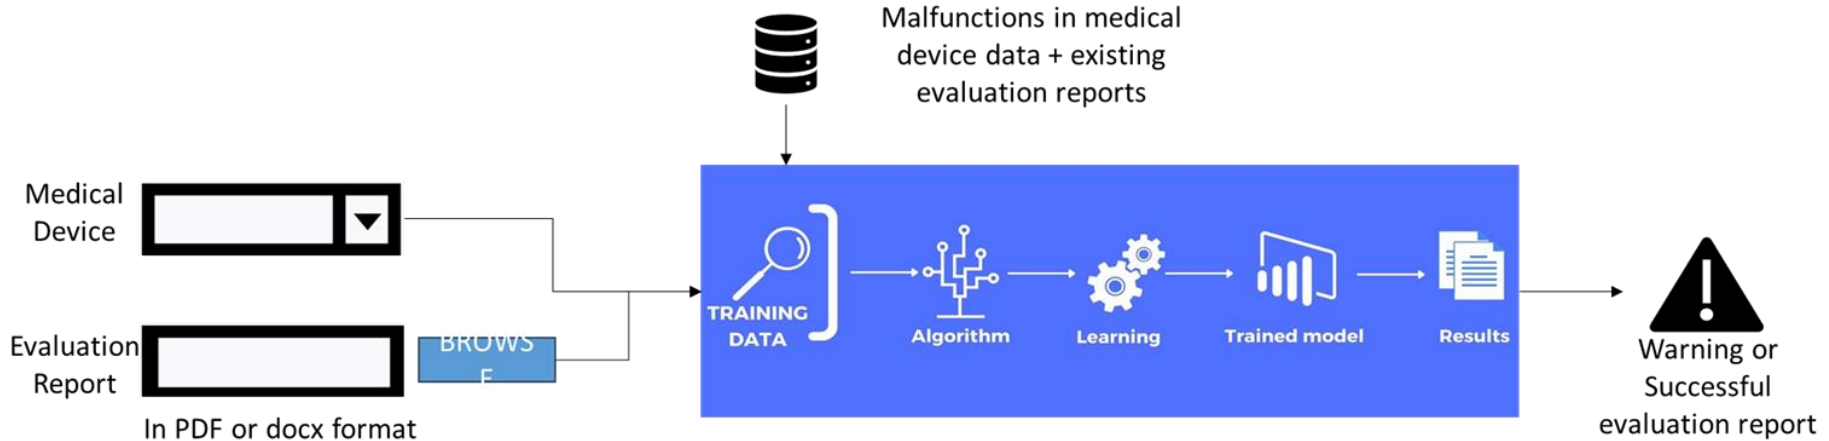 Malfunctions in medical
device data + existing
evaluation reports
Medical
Device
Evaluation
Report
BROWS
E
In PDF or docx format
TRAINING
DATA
Algorithm
Learning
Trained model
Results
Warning or
Successful
evaluation report